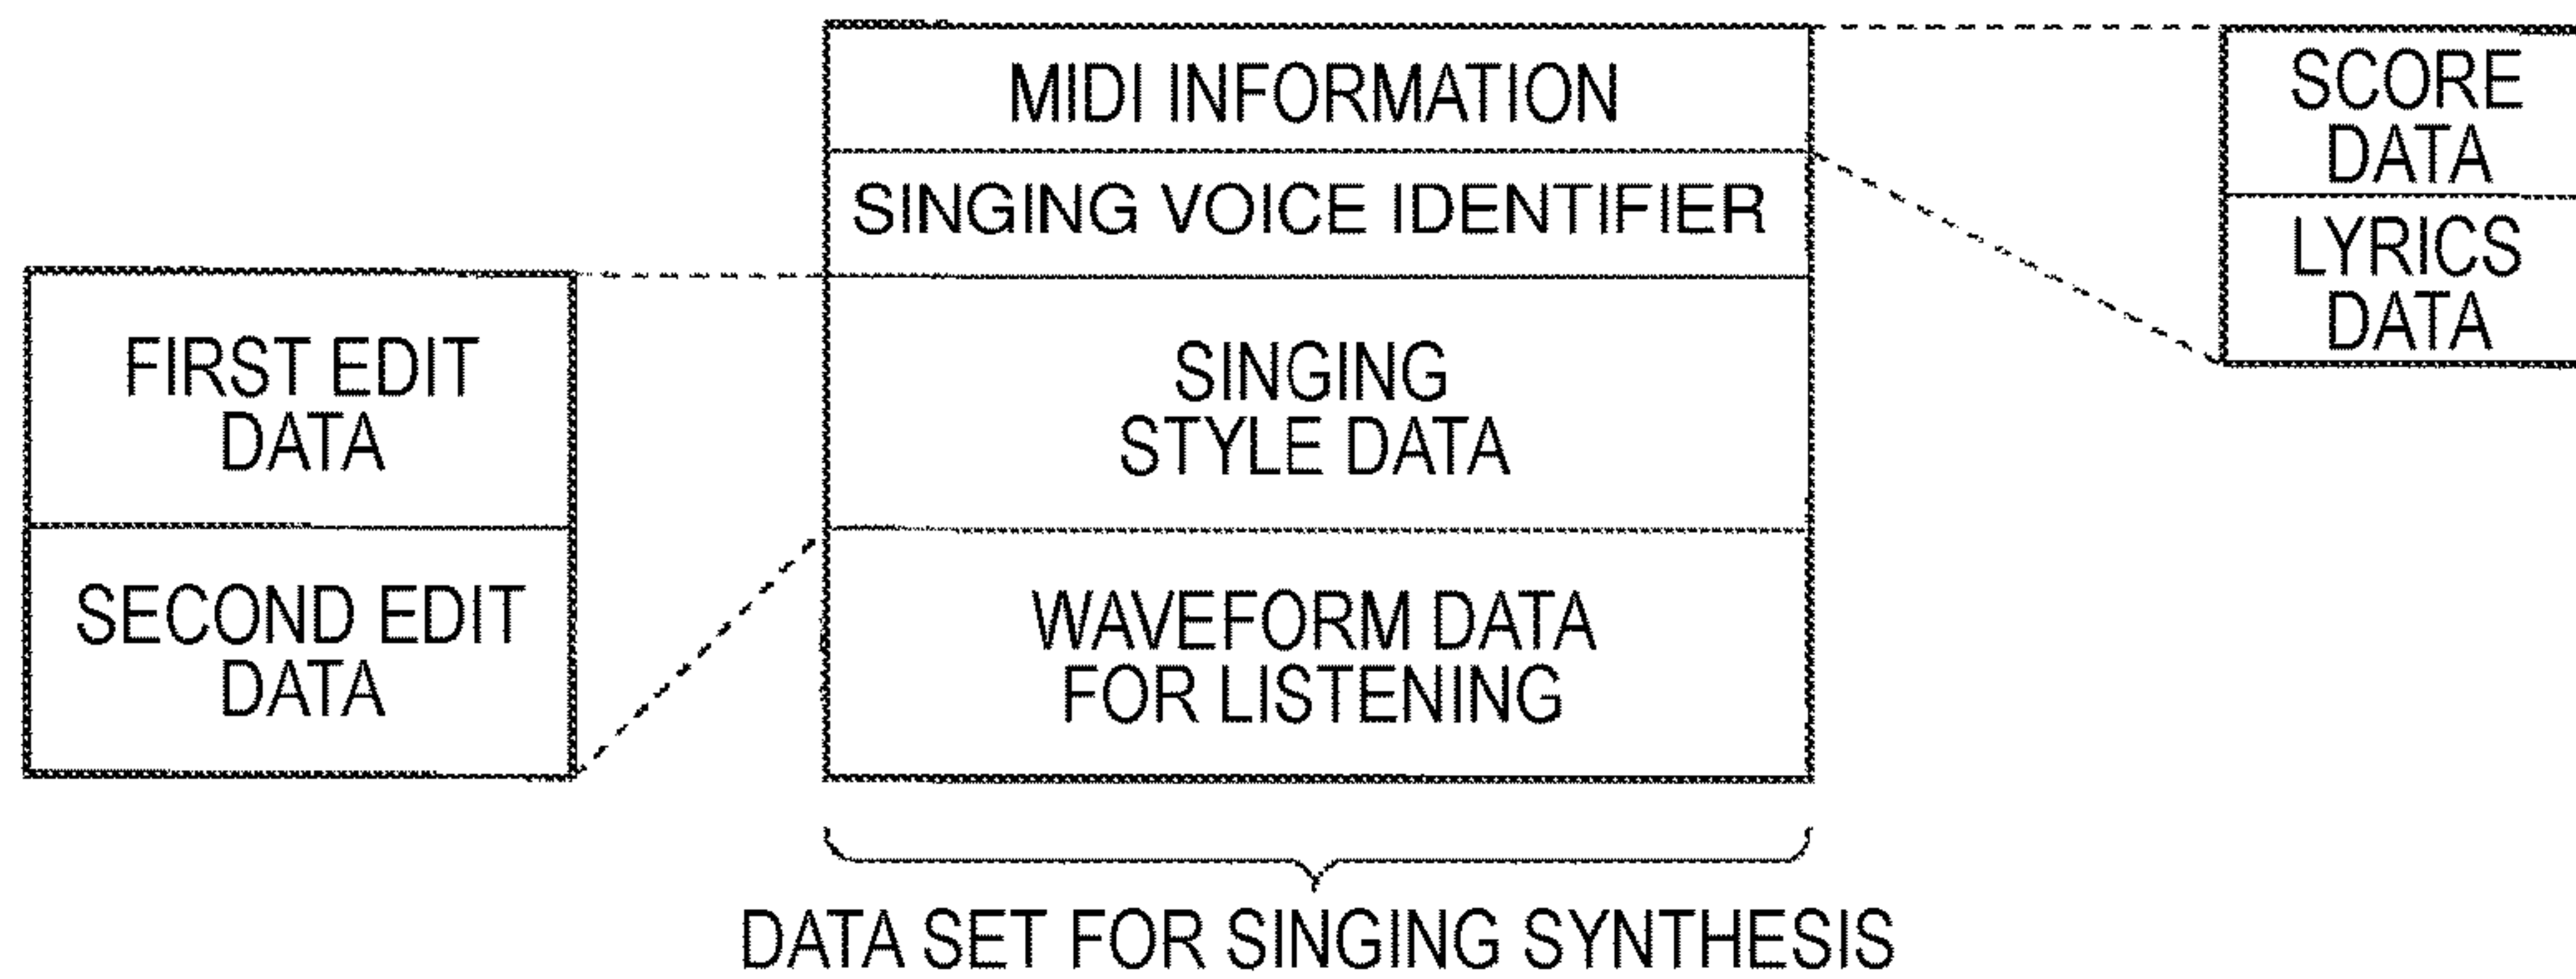 MIDI INFORMATION
SINGING VOICE IDENTIFIER
SINGING
STYLE DATA
WAVEFORM DATA
FOR LISTENING
FIRST EDIT
DATA
SECOND EDIT
DATA
SCORE
DATA
LYRICS
DATA
DATA SET FOR SINGING SYNTHESIS